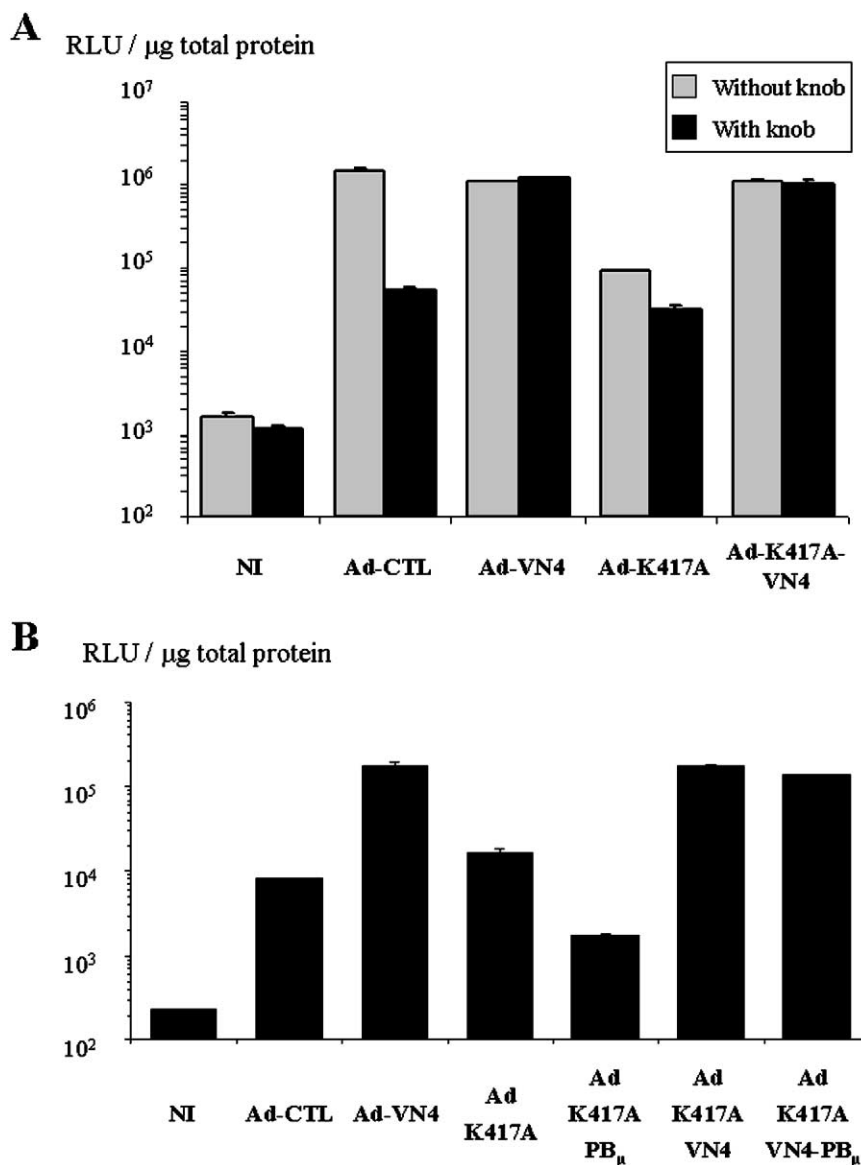 A
RLU / μg total protein
Without knob
With knob
10⁷
10⁶
10⁵
10⁴
10³
10²
NI
Ad-CTL
Ad-VN4
Ad-K417A
Ad-K417A-
VN4
B
RLU / μg total protein
10⁶
10⁵
10⁴
10³
10²
NI
Ad-CTL
Ad-VN4
Ad
K417A
Ad
K417A
PBμ
Ad
K417A
VN4
Ad
K417A
VN4-PBμ